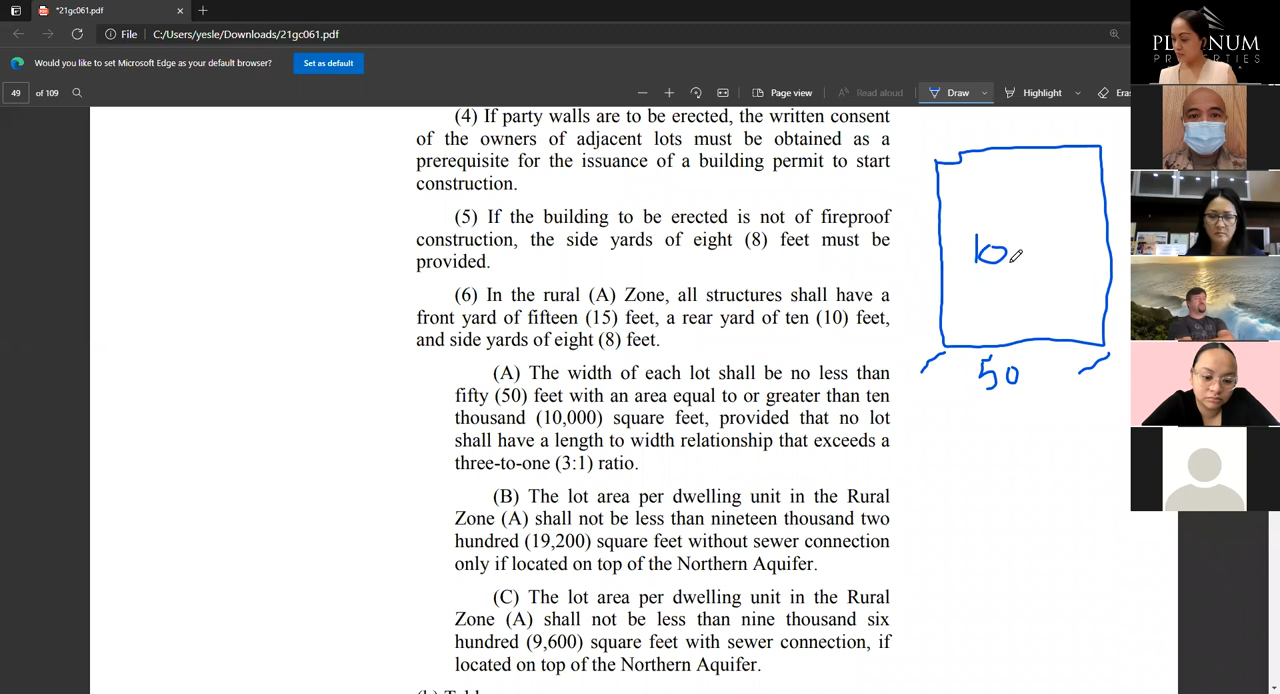 *21gc061.pdf
File C:/Users/yesle/Downloads/21gc061.pdf
Would you like to set Microsoft Edge as your default browser? Set as default
49 of 109 Page view Read aloud Draw Highlight Eras
(4) If party walls are to be erected, the written consent
of the owners of adjacent lots must be obtained as a
prerequisite for the issuance of a building permit to start
construction.
(5) If the building to be erected is not of fireproof
construction, the side yards of eight (8) feet must be
provided.
(6) In the rural (A) Zone, all structures shall have a
front yard of fifteen (15) feet, a rear yard of ten (10) feet,
and side yards of eight (8) feet.
(A) The width of each lot shall be no less than
fifty (50) feet with an area equal to or greater than ten
thousand (10,000) square feet, provided that no lot
shall have a length to width relationship that exceeds a
three-to-one (3:1) ratio.
(B) The lot area per dwelling unit in the Rural
Zone (A) shall not be less than nineteen thousand two
hundred (19,200) square feet without sewer connection
only if located on top of the Northern Aquifer.
(C) The lot area per dwelling unit in the Rural
Zone (A) shall not be less than nine thousand six
hundred (9,600) square feet with sewer connection, if
located on top of the Northern Aquifer.
10
50